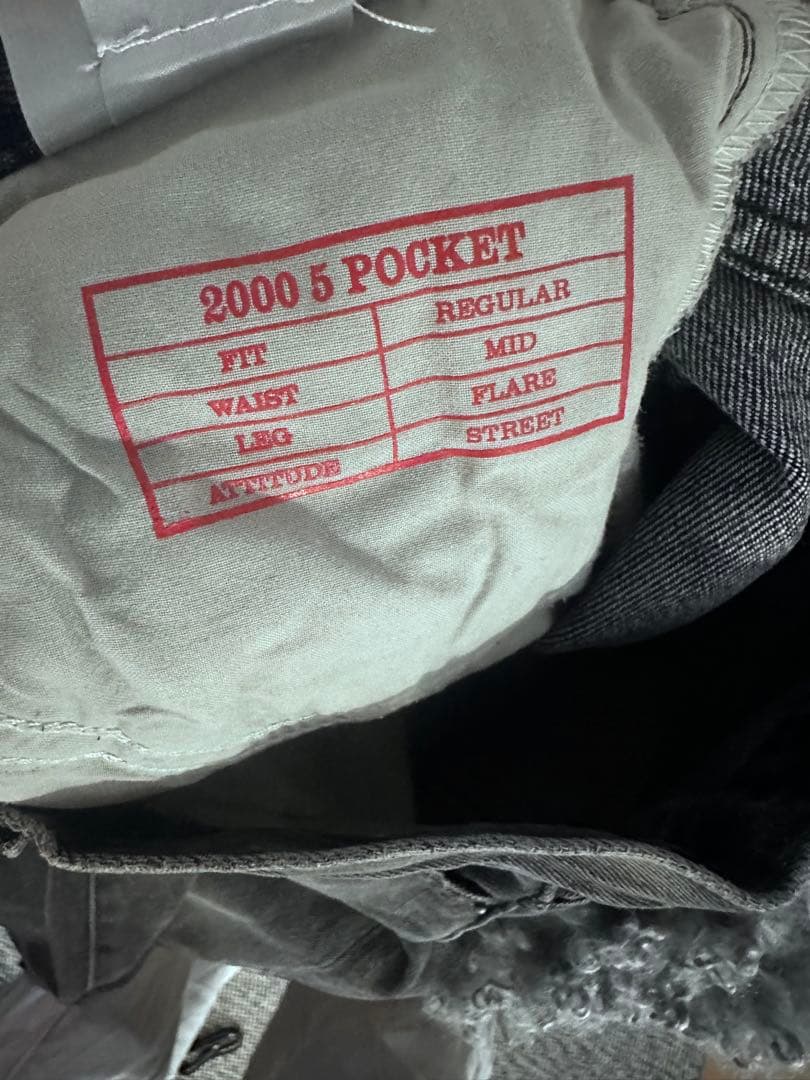 2000 5 POCKET
FIT REGULAR
WAIST MID
LEG FLARE
ATTITUDE STREET